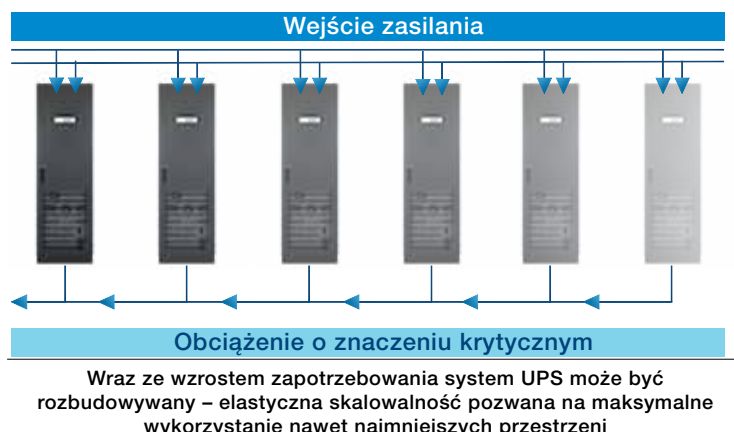 Wejście zasilania
Obciążenie o znaczeniu krytycznym
Wraz ze wzrostem zapotrzebowania system UPS może być
rozbudowywany – elastyczna skalowalność pozwana na maksymalne
wykorzystanie nawet najmniejszych przestrzeni